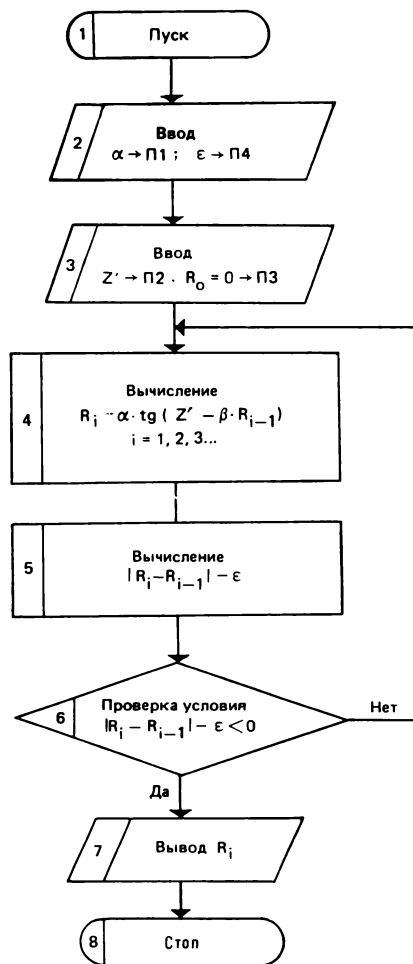 1 Пуск
2 Ввод
α → П1 ; ε → П4
3 Ввод
Z′ → П2 . R₀ = 0 → П3
4 Вычисление
Rᵢ = α · tg ( Z′ − β · Rᵢ₋₁)
i = 1, 2, 3...
5 Вычисление
|Rᵢ − Rᵢ₋₁| − ε
6 Проверка условия
|Rᵢ − Rᵢ₋₁| − ε < 0
Нет
Да
7 Вывод Rᵢ
8 Стоп